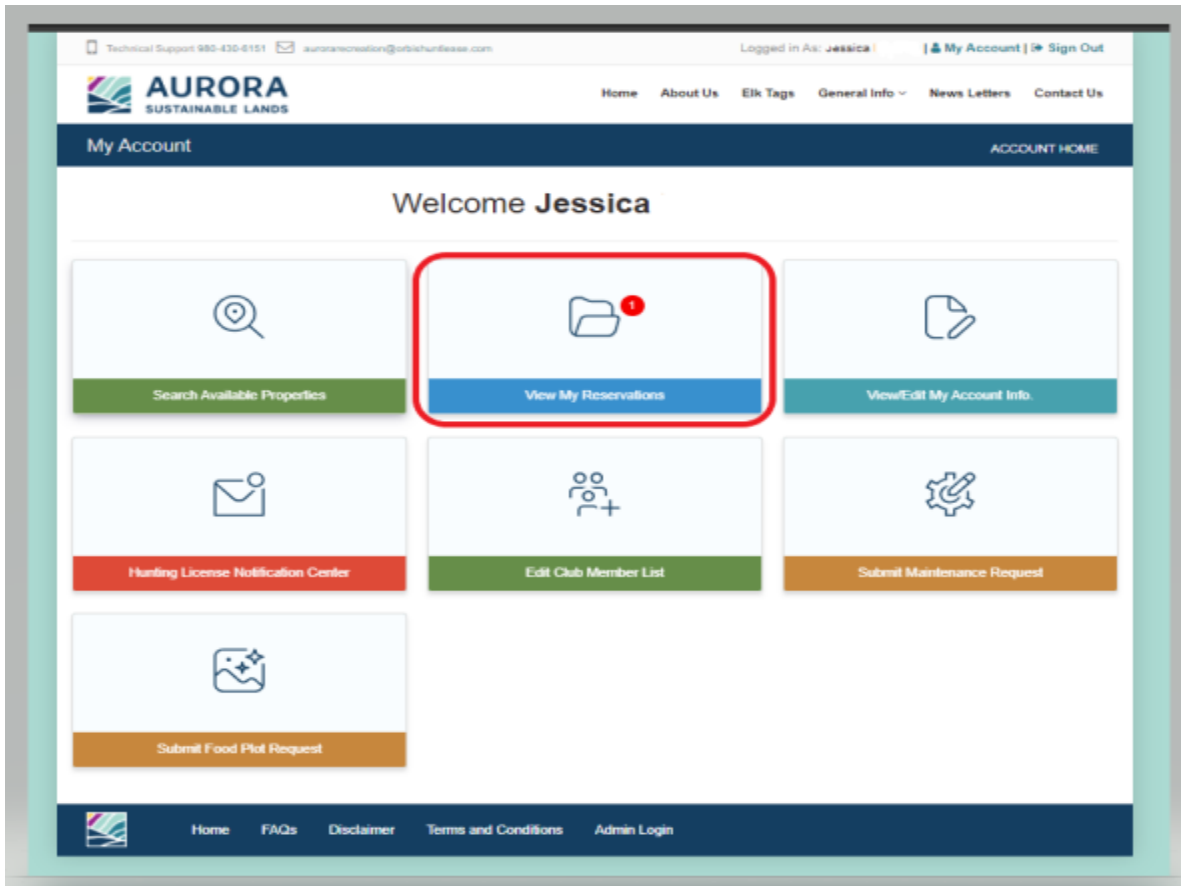 Technical Support 980-430-6151 aurorarecreation@orbishuntlease.com Logged in As: Jessica | My Account | Sign Out
AURORA
SUSTAINABLE LANDS
Home About Us Elk Tags General Info News Letters Contact Us
My Account ACCOUNT HOME
Welcome Jessica
1
Search Available Properties View My Reservations View/Edit My Account Info.
Hunting License Notification Center Edit Club Member List Submit Maintenance Request
Submit Food Plot Request
Home FAQs Disclaimer Terms and Conditions Admin Login